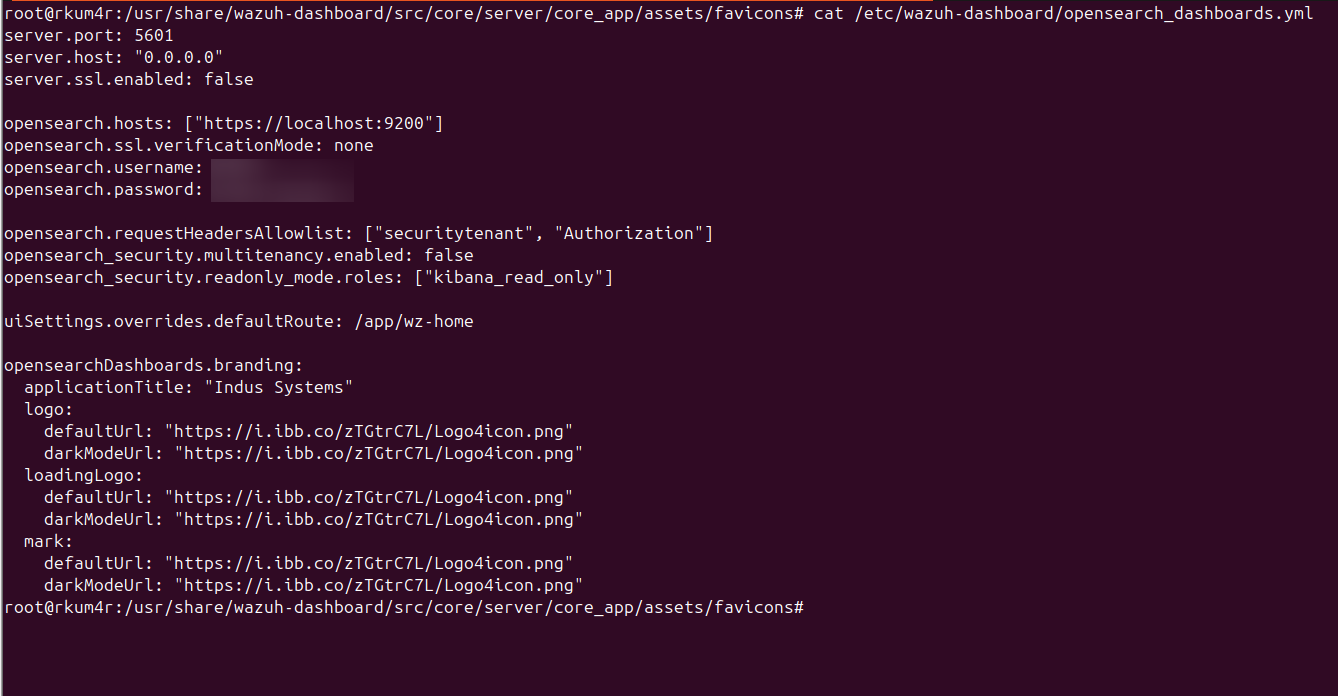 root@rkum4r:/usr/share/wazuh-dashboard/src/core/server/core_app/assets/favicons# cat /etc/wazuh-dashboard/opensearch_dashboards.yml
server.port: 5601
server.host: "0.0.0.0"
server.ssl.enabled: false
opensearch.hosts: ["https://localhost:9200"]
opensearch.ssl.verificationMode: none
opensearch.username:
opensearch.password:
opensearch.requestHeadersAllowlist: ["securitytenant", "Authorization"]
opensearch_security.multitenancy.enabled: false
opensearch_security.readonly_mode.roles: ["kibana_read_only"]
uiSettings.overrides.defaultRoute: /app/wz-home
opensearchDashboards.branding:
  applicationTitle: "Indus Systems"
  logo:
    defaultUrl: "https://i.ibb.co/zTGtrC7L/Logo4icon.png"
    darkModeUrl: "https://i.ibb.co/zTGtrC7L/Logo4icon.png"
  loadingLogo:
    defaultUrl: "https://i.ibb.co/zTGtrC7L/Logo4icon.png"
    darkModeUrl: "https://i.ibb.co/zTGtrC7L/Logo4icon.png"
  mark:
    defaultUrl: "https://i.ibb.co/zTGtrC7L/Logo4icon.png"
    darkModeUrl: "https://i.ibb.co/zTGtrC7L/Logo4icon.png"
root@rkum4r:/usr/share/wazuh-dashboard/src/core/server/core_app/assets/favicons#